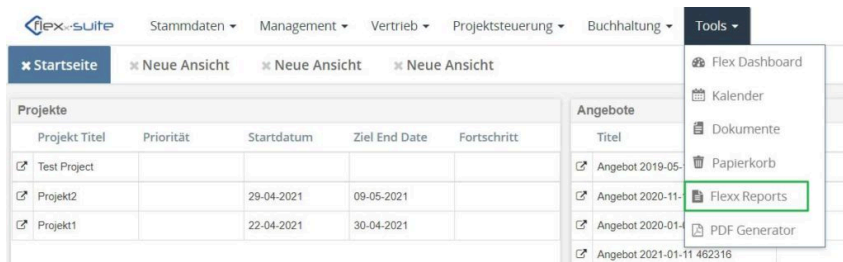 flexx-suite Stammdaten Management Vertrieb Projektsteuerung Buchhaltung Tools
Startseite Neue Ansicht Neue Ansicht Neue Ansicht
Flex Dashboard
Kalender
Dokumente
Papierkorb
Flexx Reports
PDF Generator
Projekte
Projekt Titel Priorität Startdatum Ziel End Date Fortschritt
Test Project
Projekt2 29-04-2021 09-05-2021
Projekt1 22-04-2021 30-04-2021
Angebote
Titel
Angebot 2019-05-
Angebot 2020-11-
Angebot 2020-01-
Angebot 2021-01-11 462316